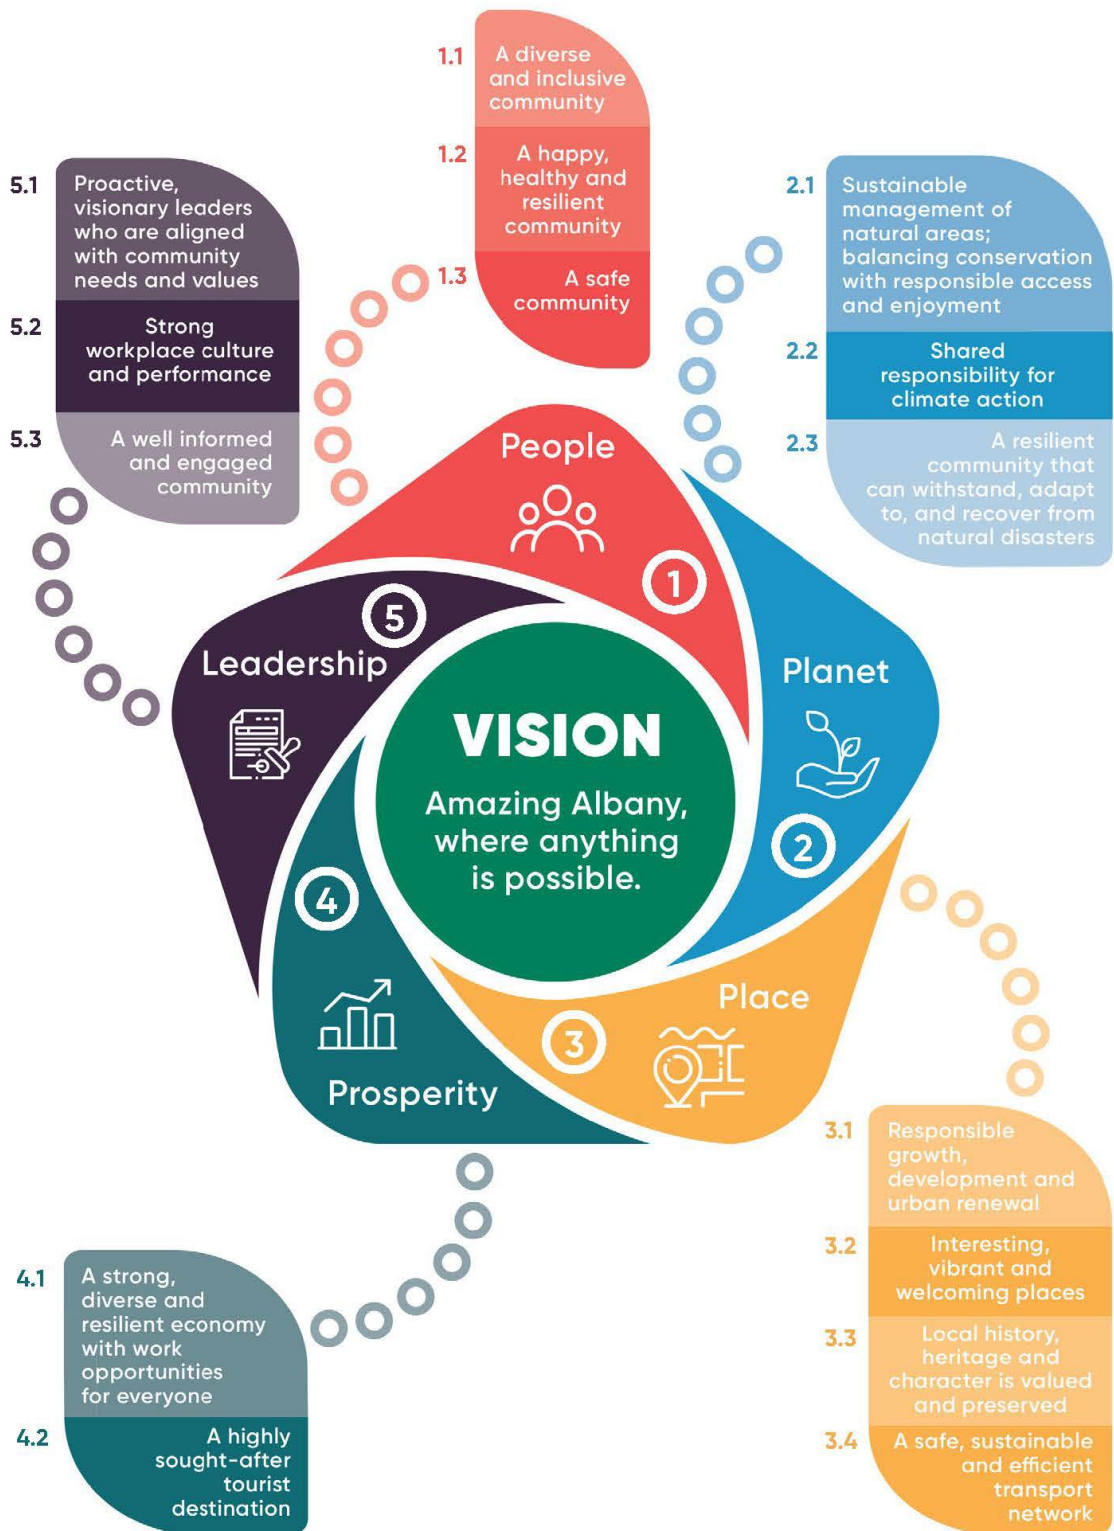 1.1
A diverse
and inclusive
community
1.2
A happy,
healthy and
resilient
community
1.3
A safe
community
5.1
Proactive,
visionary leaders
who are aligned
with community
needs and values
5.2
Strong
workplace culture
and performance
5.3
A well informed
and engaged
community
2.1
Sustainable
management of
natural areas;
balancing conservation
with responsible access
and enjoyment
2.2
Shared
responsibility for
climate action
2.3
A resilient
community that
can withstand, adapt
to, and recover from
natural disasters
People
1
5
Leadership
Planet
2
VISION
Amazing Albany,
where anything
is possible.
4
Prosperity
3
Place
3.1
Responsible
growth,
development and
urban renewal
3.2
Interesting,
vibrant and
welcoming places
3.3
Local history,
heritage and
character is valued
and preserved
3.4
A safe, sustainable
and efficient
transport
network
4.1
A strong,
diverse and
resilient economy
with work
opportunities
for everyone
4.2
A highly
sought-after
tourist
destination